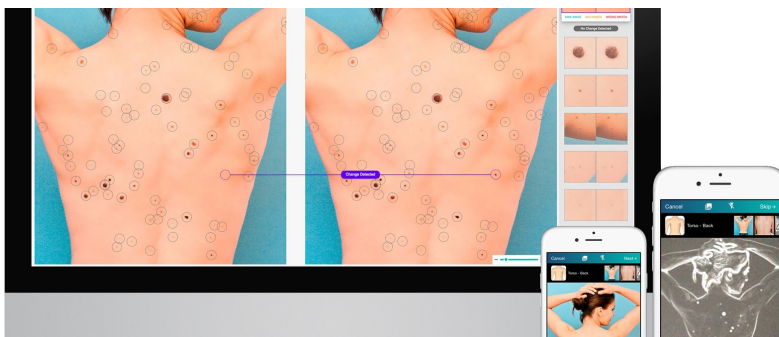 No Change Detected
Change Detected
Cancel
Next→
Torso - Back
Cancel
Skip→
Torso - Back